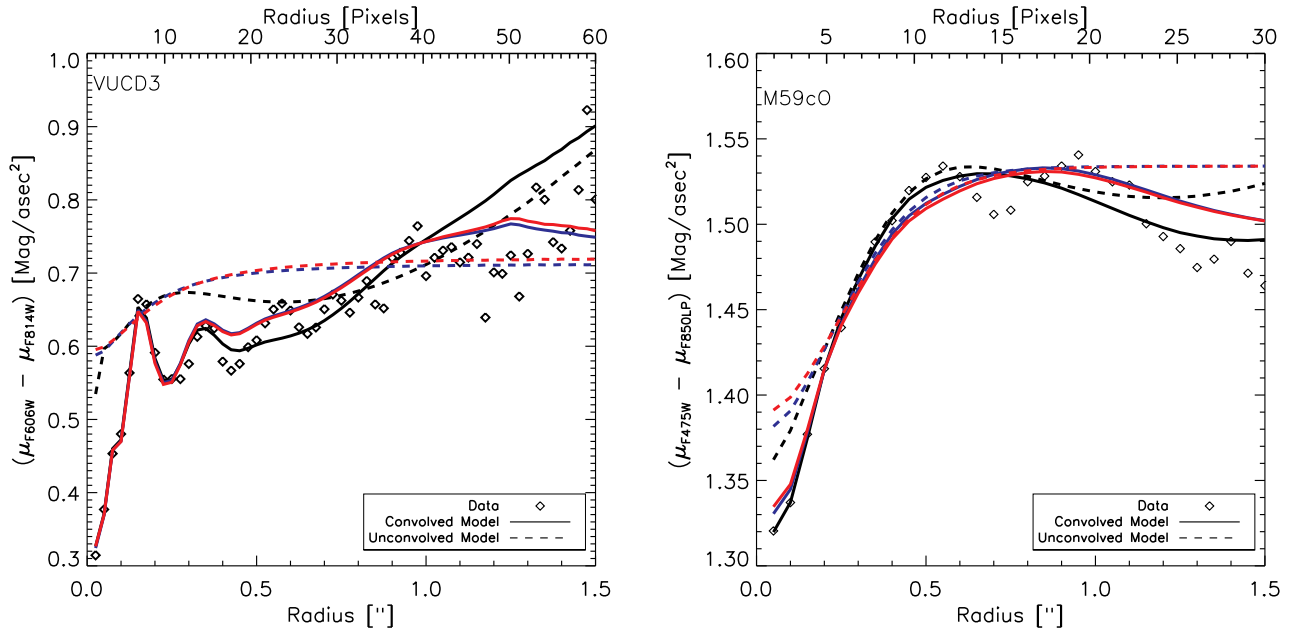 Radius [Pixels]
10 20 30 40 50 60
VUCD3
1.0
0.9
0.8
0.7
0.6
0.5
0.4
0.3
(μF606W − μF814W) [Mag/asec²]
Data
Convolved Model
Unconvolved Model
0.0 0.5 1.0 1.5
Radius ["]
Radius [Pixels]
5 10 15 20 25 30
M59cO
1.60
1.55
1.50
1.45
1.40
1.35
1.30
(μF475W − μF850LP) [Mag/asec²]
Data
Convolved Model
Unconvolved Model
0.0 0.5 1.0 1.5
Radius ["]